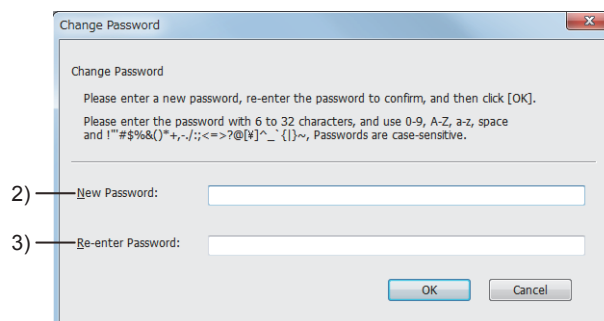 Change Password
Change Password
Please enter a new password, re-enter the password to confirm, and then click [OK].
Please enter the password with 6 to 32 characters, and use 0-9, A-Z, a-z, space
and !"'#$%&()*+,-./:;<=>?@[¥]^_`{|}~, Passwords are case-sensitive.
2) New Password:
3) Re-enter Password:
OK Cancel